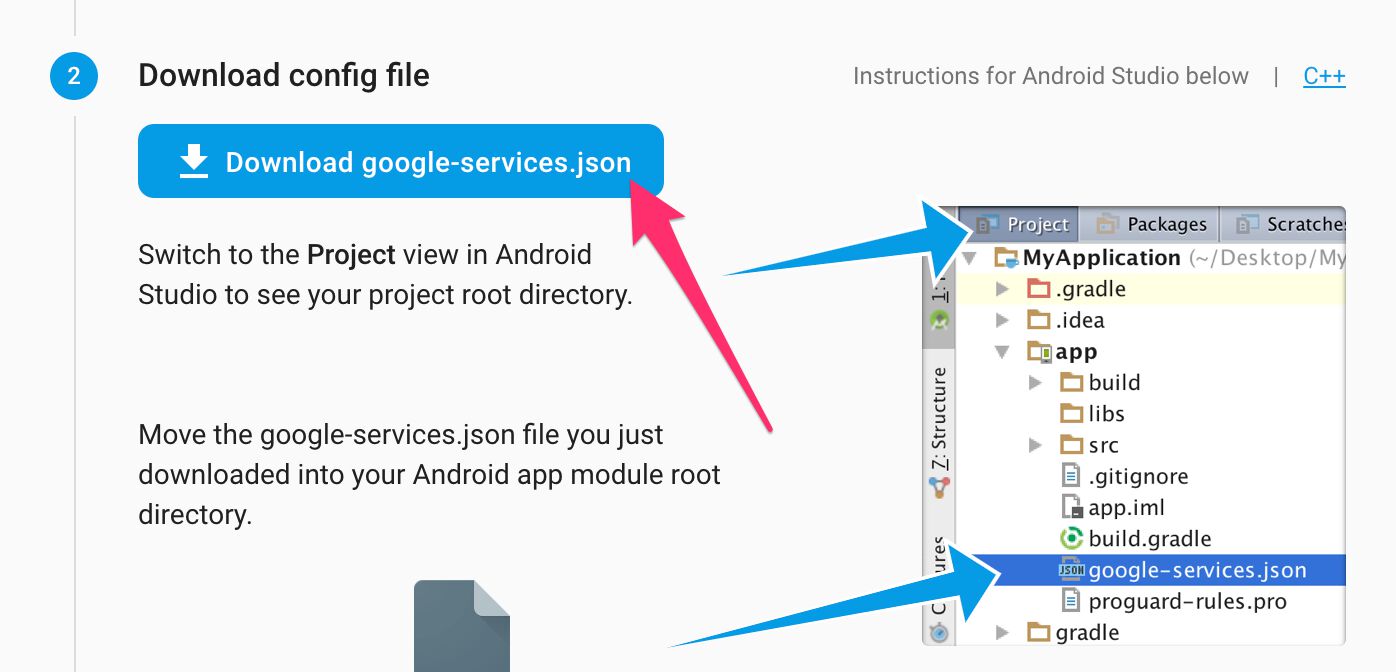 2
Download config file
Instructions for Android Studio below | C++
Download google-services.json
Switch to the Project view in Android
Studio to see your project root directory.
Move the google-services.json file you just
downloaded into your Android app module root
directory.
Project
Packages
MyApplication (~/Desktop/My
.gradle
.idea
app
build
libs
src
.gitignore
app.iml
build.gradle
JSON google-services.json
proguard-rules.pro
gradle
1:
Z: Structure